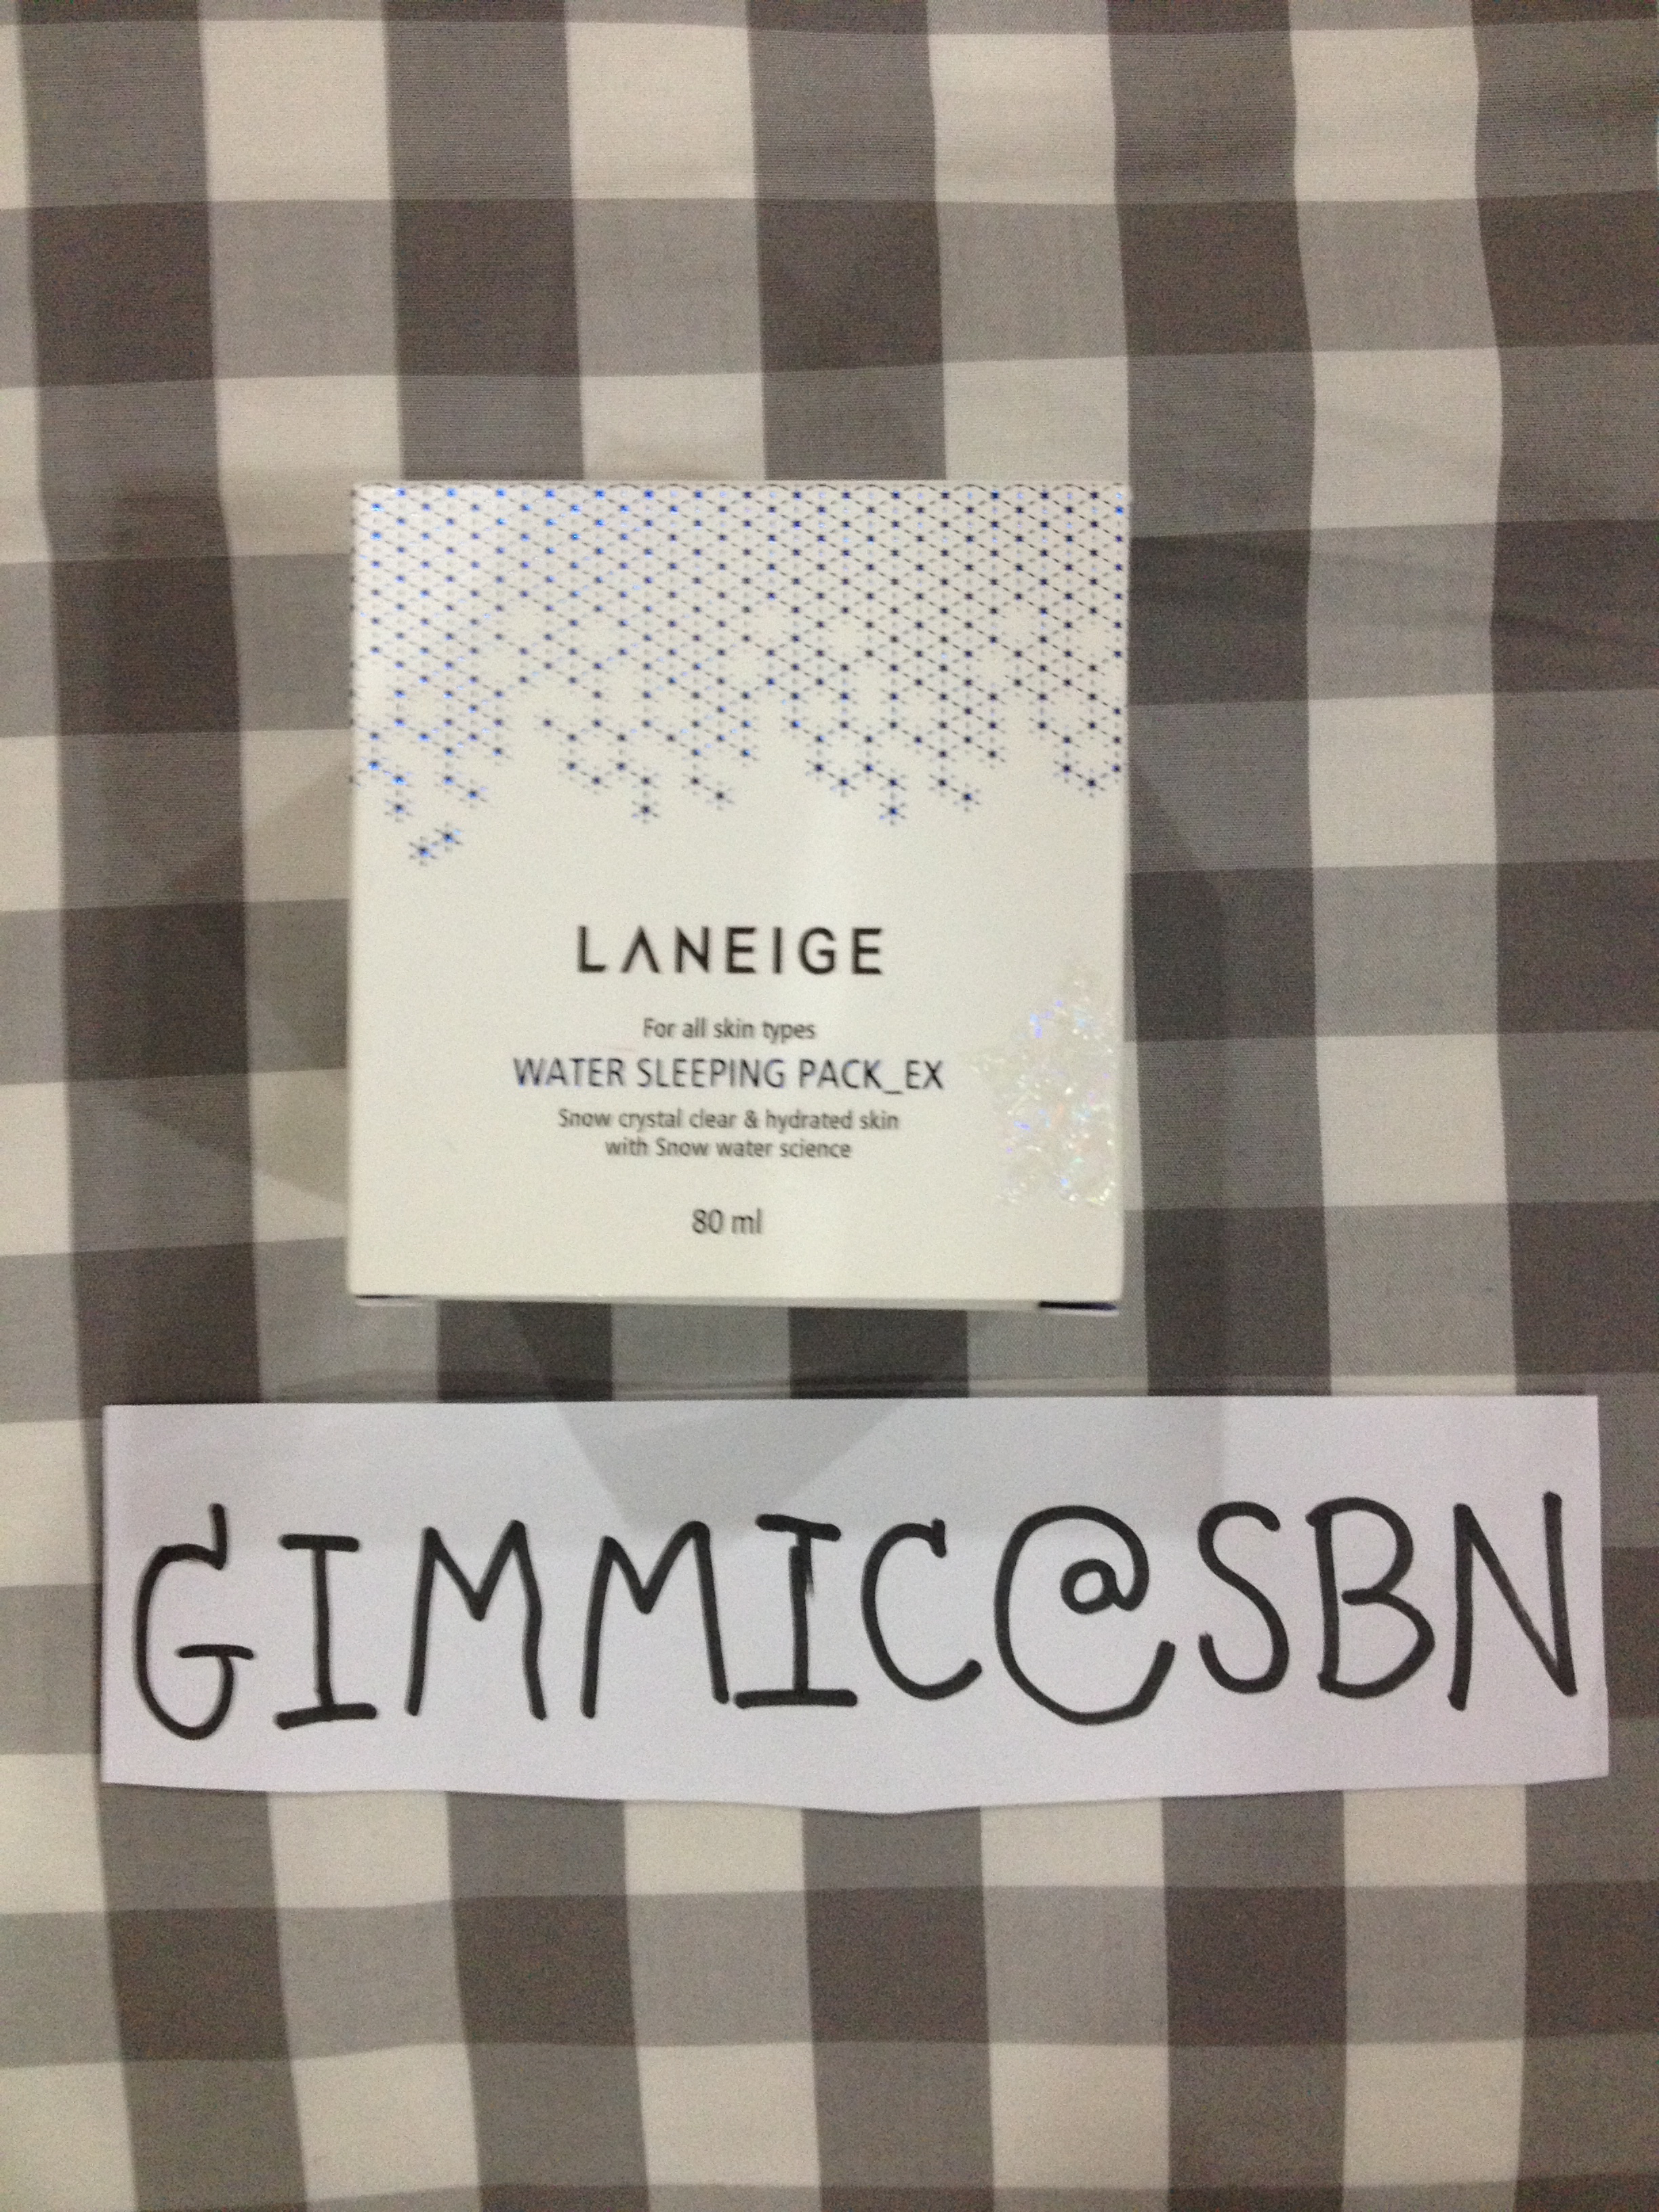 LANEIGE
For all skin types
WATER SLEEPING PACK_EX
Snow crystal clear & hydrated skin
with Snow water science
80 ml
GIMMIC@SBN